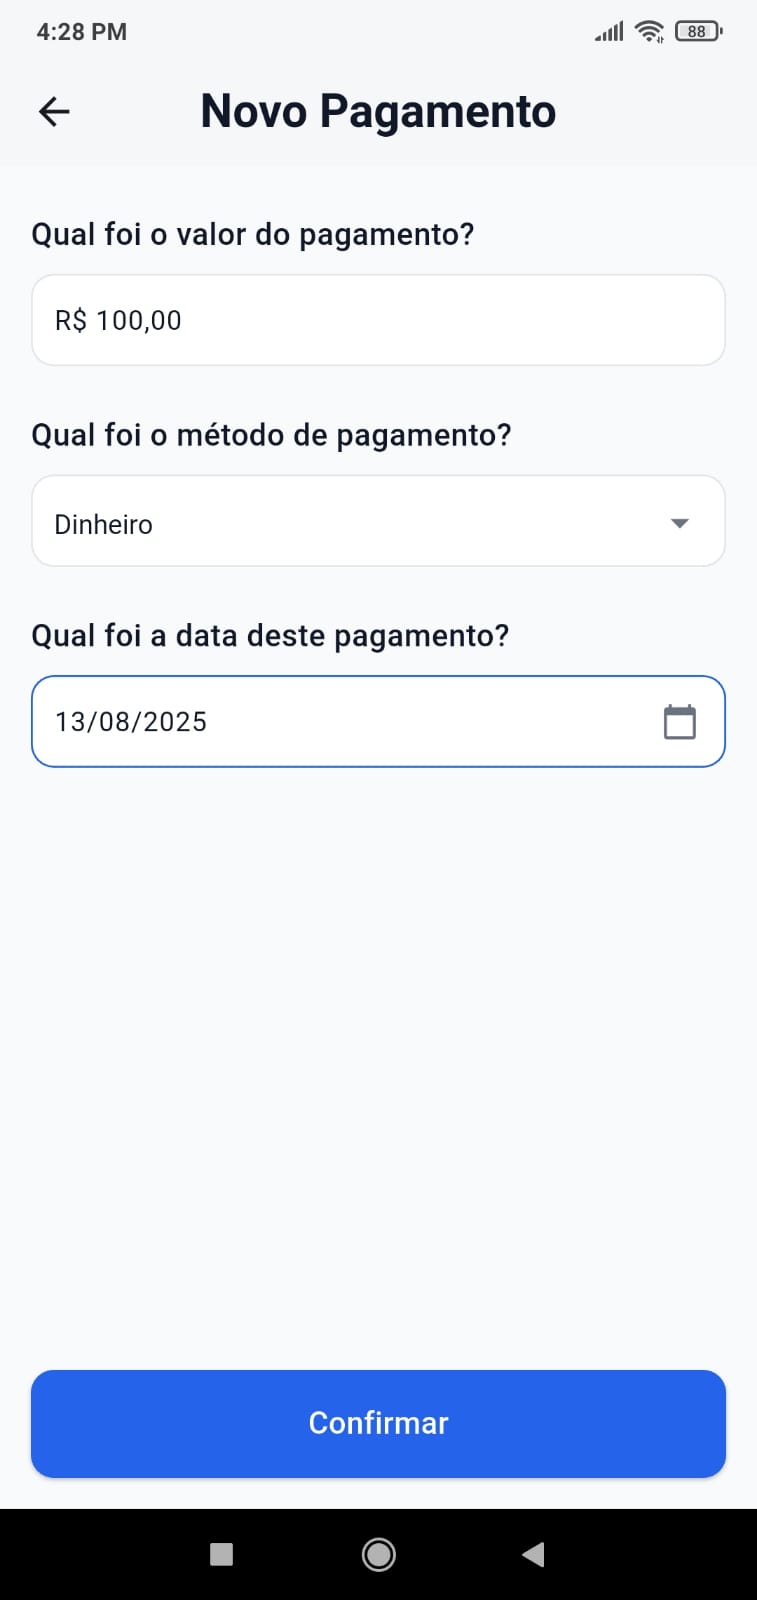 4:28 PM
88
Novo Pagamento
Qual foi o valor do pagamento?
R$ 100,00
Qual foi o método de pagamento?
Dinheiro
Qual foi a data deste pagamento?
13/08/2025
Confirmar